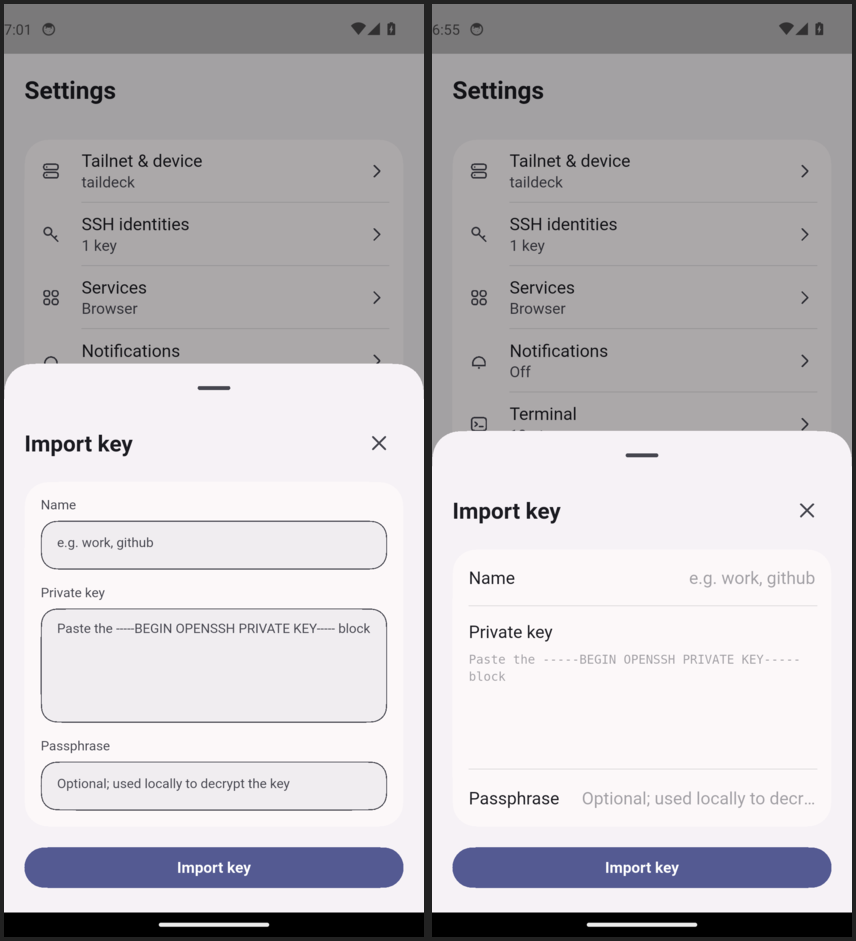 7:01
Settings
Tailnet & device
taildeck
SSH identities
1 key
Services
Browser
Notifications
Import key
Name
e.g. work, github
Private key
Paste the -----BEGIN OPENSSH PRIVATE KEY----- block
Passphrase
Optional; used locally to decrypt the key
Import key
6:55
Settings
Tailnet & device
taildeck
SSH identities
1 key
Services
Browser
Notifications
Off
Terminal
Import key
Name
e.g. work, github
Private key
Paste the -----BEGIN OPENSSH PRIVATE KEY-----
block
Passphrase
Optional; used locally to decr...
Import key